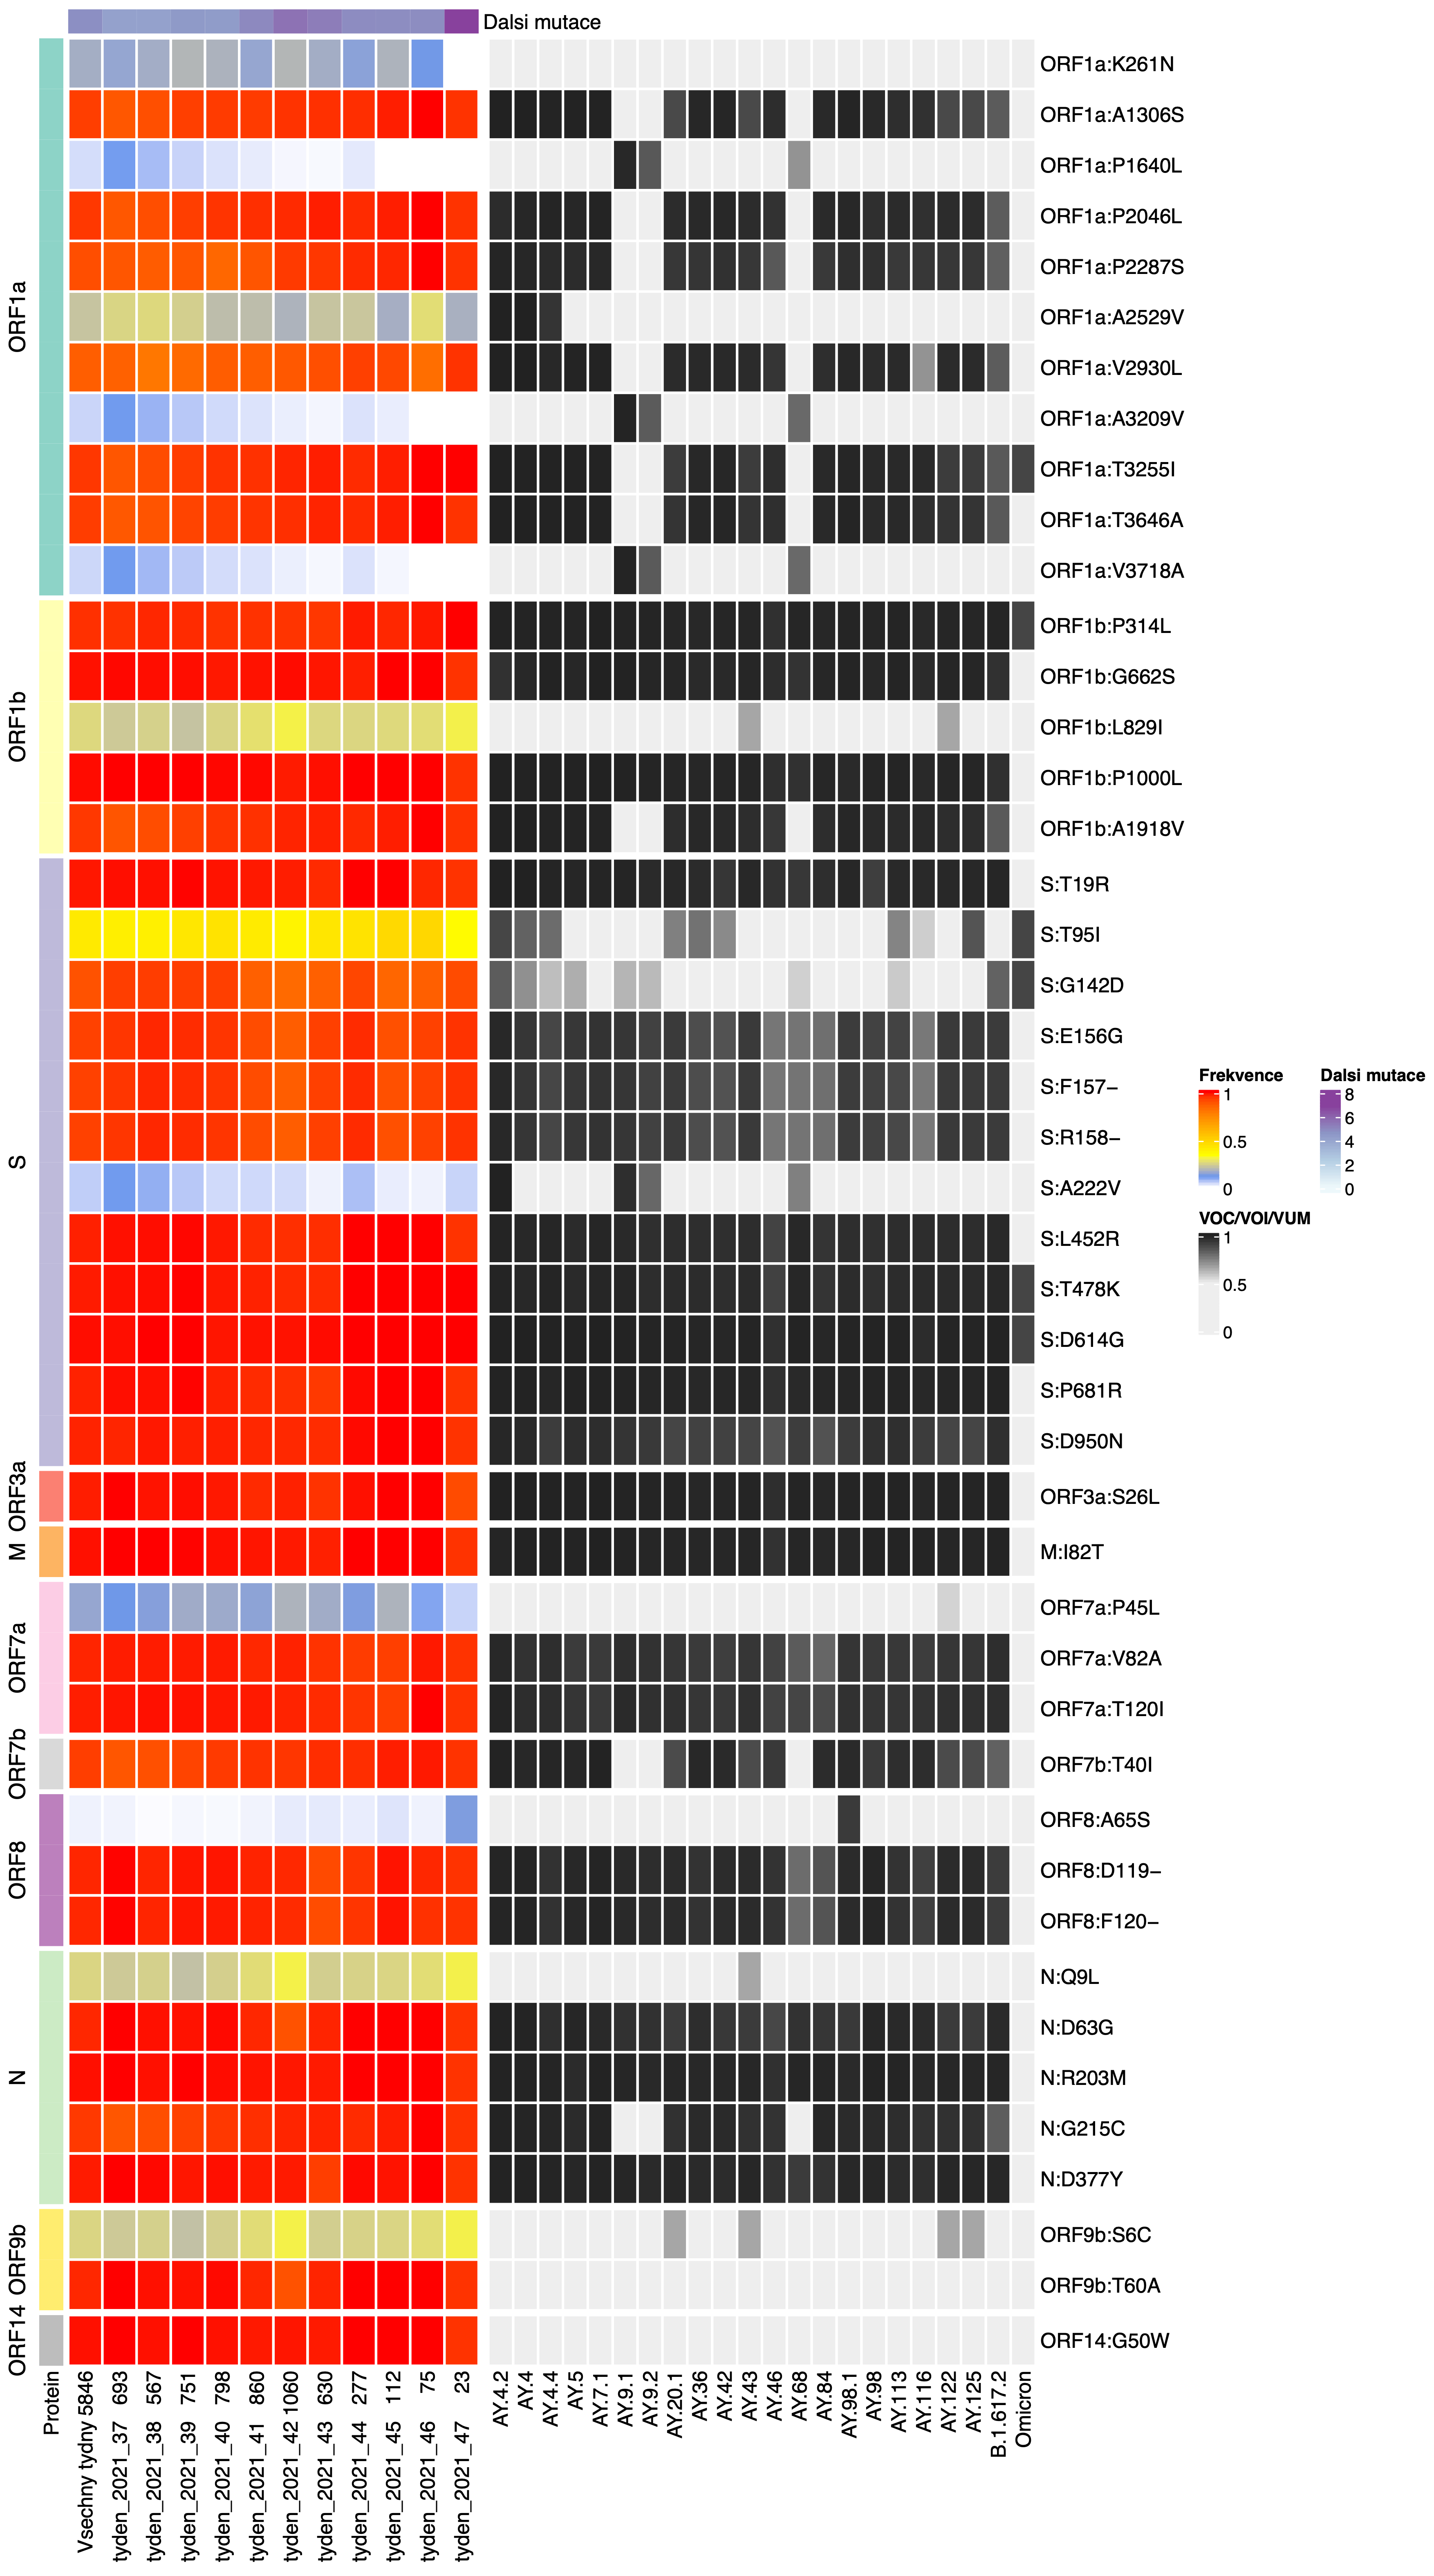 Dalsi mutace
ORF1a
ORF1a:K261N
ORF1a:A1306S
ORF1a:P1640L
ORF1a:P2046L
ORF1a:P2287S
ORF1a:A2529V
ORF1a:V2930L
ORF1a:A3209V
ORF1a:T3255I
ORF1a:T3646A
ORF1a:V3718A
ORF1b
ORF1b:P314L
ORF1b:G662S
ORF1b:L829I
ORF1b:P1000L
ORF1b:A1918V
S
S:T19R
S:T95I
S:G142D
S:E156G
S:F157−
S:R158−
S:A222V
S:L452R
S:T478K
S:D614G
S:P681R
S:D950N
ORF3a
ORF3a:S26L
M
M:I82T
ORF7a
ORF7a:P45L
ORF7a:V82A
ORF7a:T120I
ORF7b
ORF7b:T40I
ORF8
ORF8:A65S
ORF8:D119−
ORF8:F120−
N
N:Q9L
N:D63G
N:R203M
N:G215C
N:D377Y
ORF9b
ORF9b:S6C
ORF9b:T60A
ORF14
ORF14:G50W
Frekvence
1
0.5
0
Dalsi mutace
8
6
4
2
0
VOC/VOI/VUM
1
0.5
0
Protein
Vsechny tydny 5846
tyden_2021_37 693
tyden_2021_38 567
tyden_2021_39 751
tyden_2021_40 798
tyden_2021_41 860
tyden_2021_42 1060
tyden_2021_43 630
tyden_2021_44 277
tyden_2021_45 112
tyden_2021_46 75
tyden_2021_47 23
AY.4.2
AY.4
AY.4.4
AY.5
AY.7.1
AY.9.1
AY.9.2
AY.20.1
AY.36
AY.42
AY.43
AY.46
AY.68
AY.84
AY.98.1
AY.98
AY.113
AY.116
AY.122
AY.125
B.1.617.2
Omicron